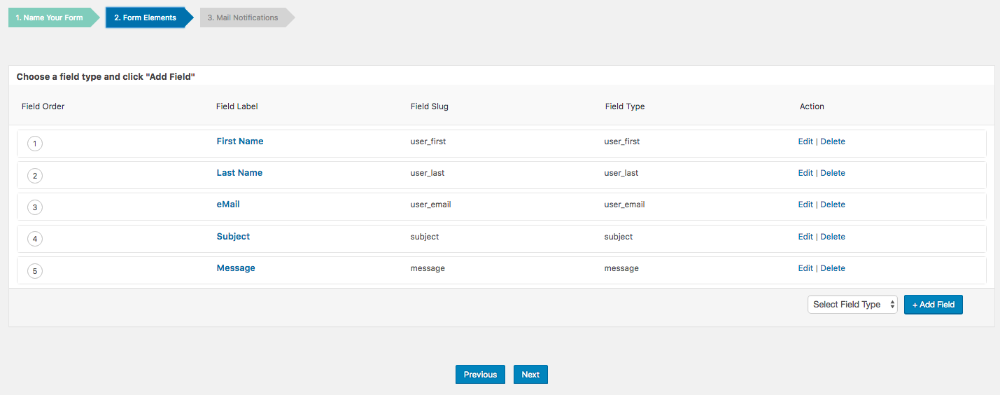 1. Name Your Form 2. Form Elements 3. Mail Notifications
Choose a field type and click "Add Field"
Field Order Field Label Field Slug Field Type Action
1 First Name user_first user_first Edit | Delete
2 Last Name user_last user_last Edit | Delete
3 eMail user_email user_email Edit | Delete
4 Subject subject subject Edit | Delete
5 Message message message Edit | Delete
Select Field Type + Add Field
Previous Next